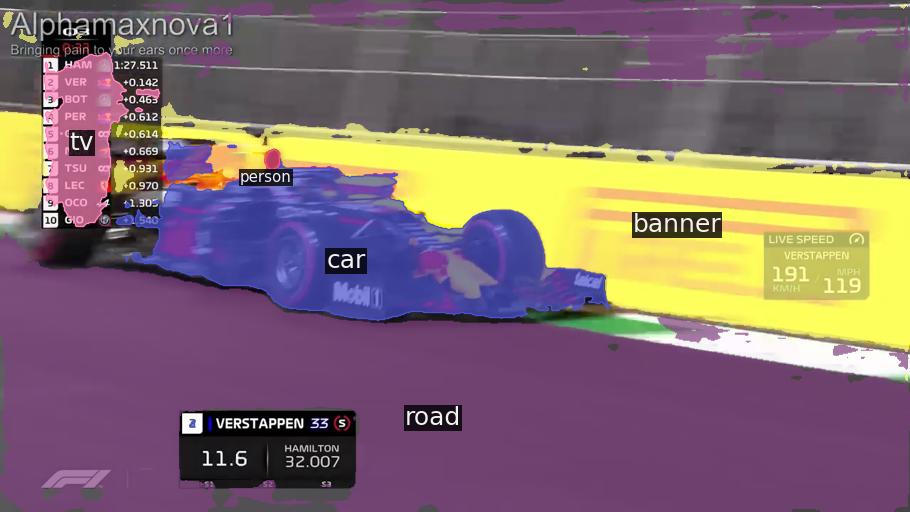 Alphamaxnova1
Bringing pain to your ears once more
1 HAM 1:27.511
2 VER +0.142
3 BOT +0.463
4 PER +0.612
5 +0.614
6 +0.669
7 TSU +0.931
8 LEC +0.970
9 OCO +1.305
10 GIO
tv
person
banner
car
Mobil 1
LIVE SPEED
VERSTAPPEN
191 KM/H
119 MPH
road
2 VERSTAPPEN 33 S
11.6
HAMILTON
32.007
S1 S2 S3
F1